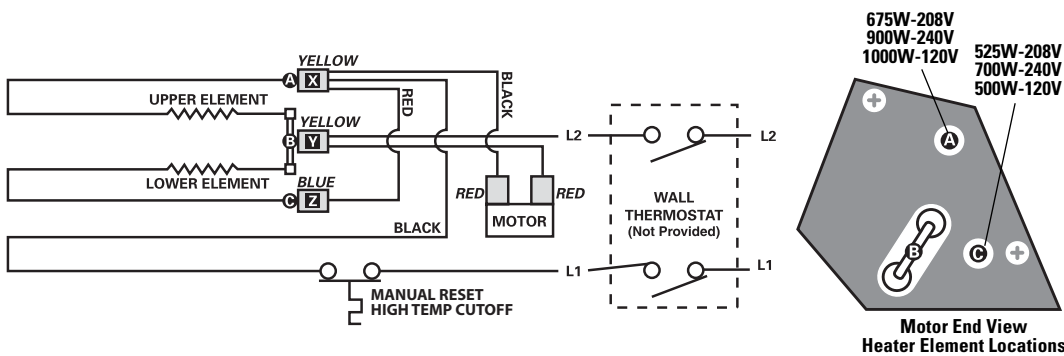 YELLOW
A X
UPPER ELEMENT
RED
BLACK
YELLOW
B Y
L2
L2
LOWER ELEMENT
BLUE
C Z
RED
RED
MOTOR
BLACK
WALL
THERMOSTAT
(Not Provided)
L1
L1
MANUAL RESET
HIGH TEMP CUTOFF
675W-208V
900W-240V
1000W-120V
525W-208V
700W-240V
500W-120V
A
B
C
Motor End View
Heater Element Locations